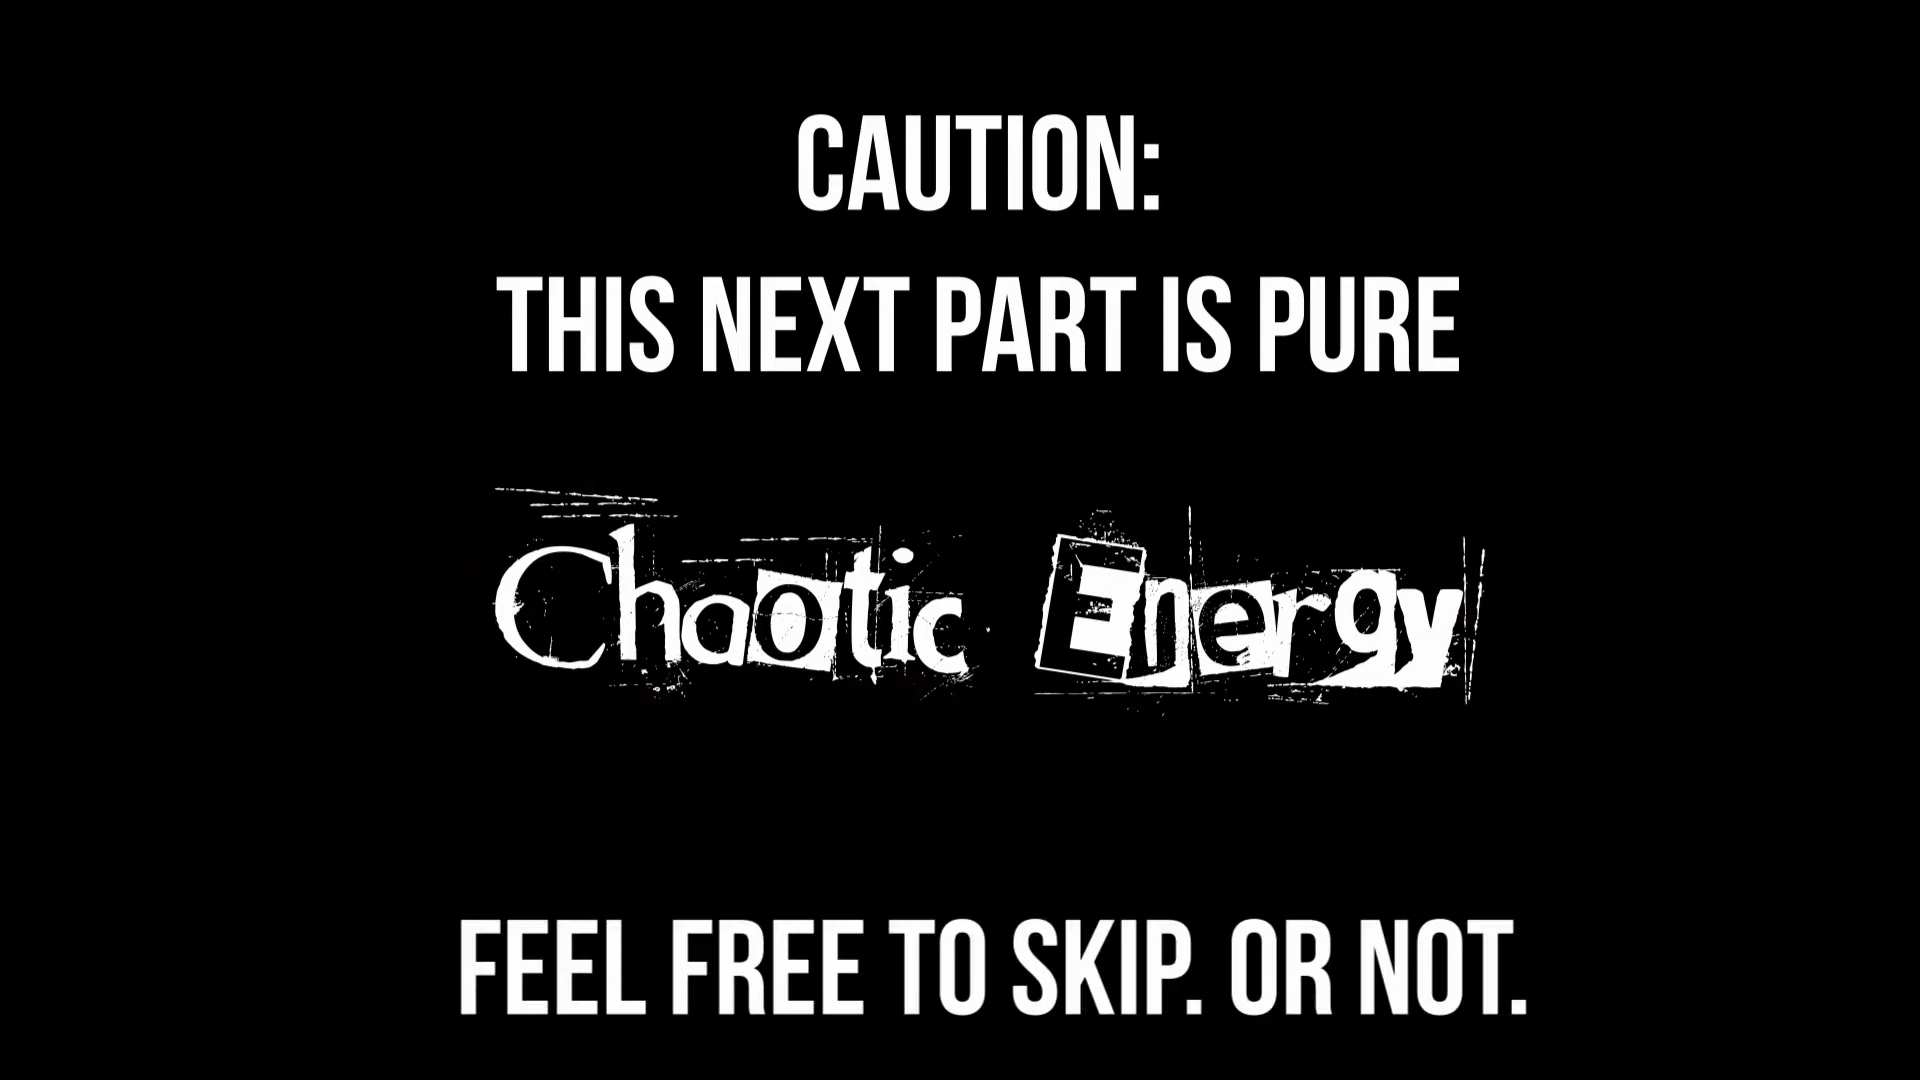 CAUTION:
THIS NEXT PART IS PURE
Chaotic Energy
FEEL FREE TO SKIP. OR NOT.